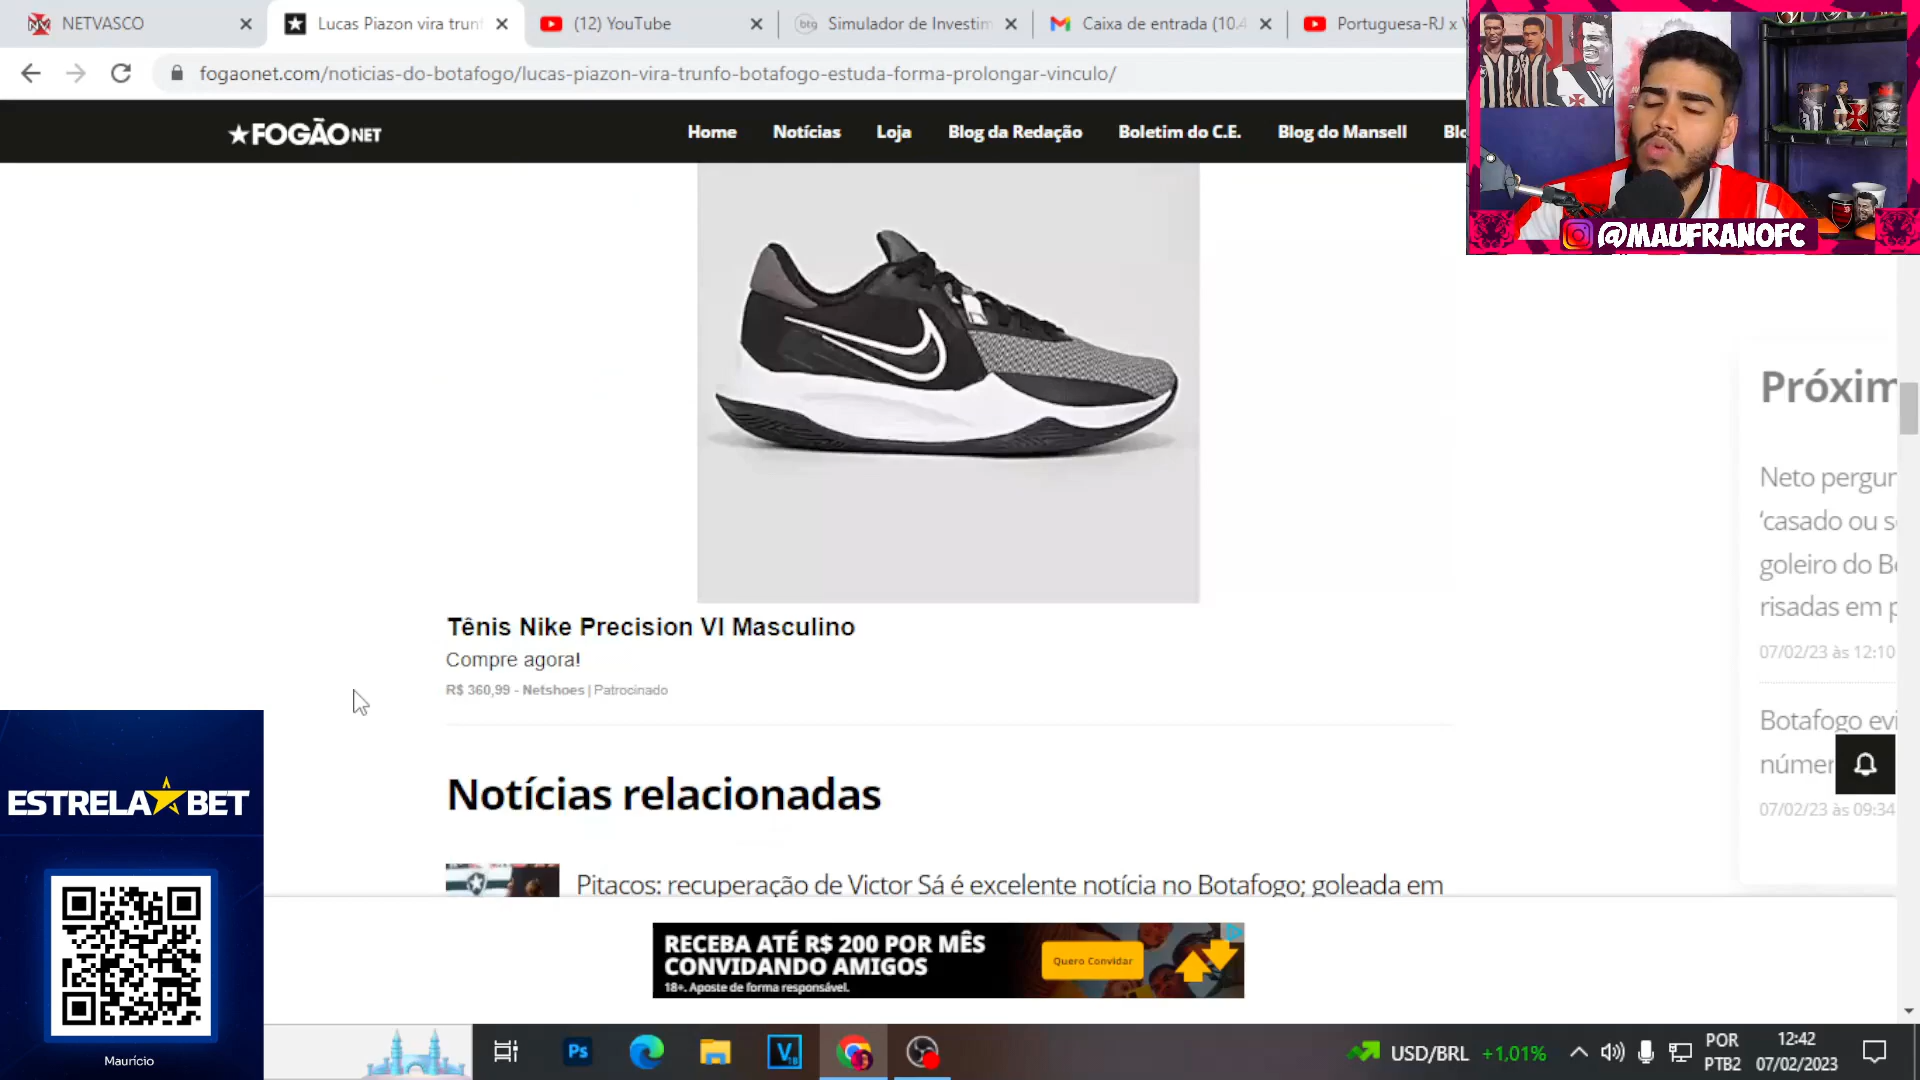 NETVASCO
Lucas Piazon vira trunf
(12) YouTube
btg
Simulador de Investim
Caixa de entrada (10.4
Portuguesa-RJ x V
fogaonet.com/noticias-do-botafogo/lucas-piazon-vira-trunfo-botafogo-estuda-forma-prolongar-vinculo/
FOGÃONET
Home
Notícias
Loja
Blog da Redação
Boletim do C.E.
Blog do Mansell
Blo
@MAUFRANOFC
Tênis Nike Precision VI Masculino
Compre agora!
R$ 360,99 - Netshoes | Patrocinado
Próxim
Neto pergun
‘casado ou s
goleiro do Bo
risadas em p
07/02/23 às 12:10
Botafogo evi
númer
07/02/23 às 09:34
Notícias relacionadas
Pitacos: recuperação de Victor Sá é excelente notícia no Botafogo; goleada em
ESTRELA BET
Maurício
RECEBA ATÉ R$ 200 POR MÊS
CONVIDANDO AMIGOS
18+. Aposte de forma responsável.
Quero Convidar
Ps
V
18
USD/BRL +1,01%
POR
PTB2
12:42
07/02/2023